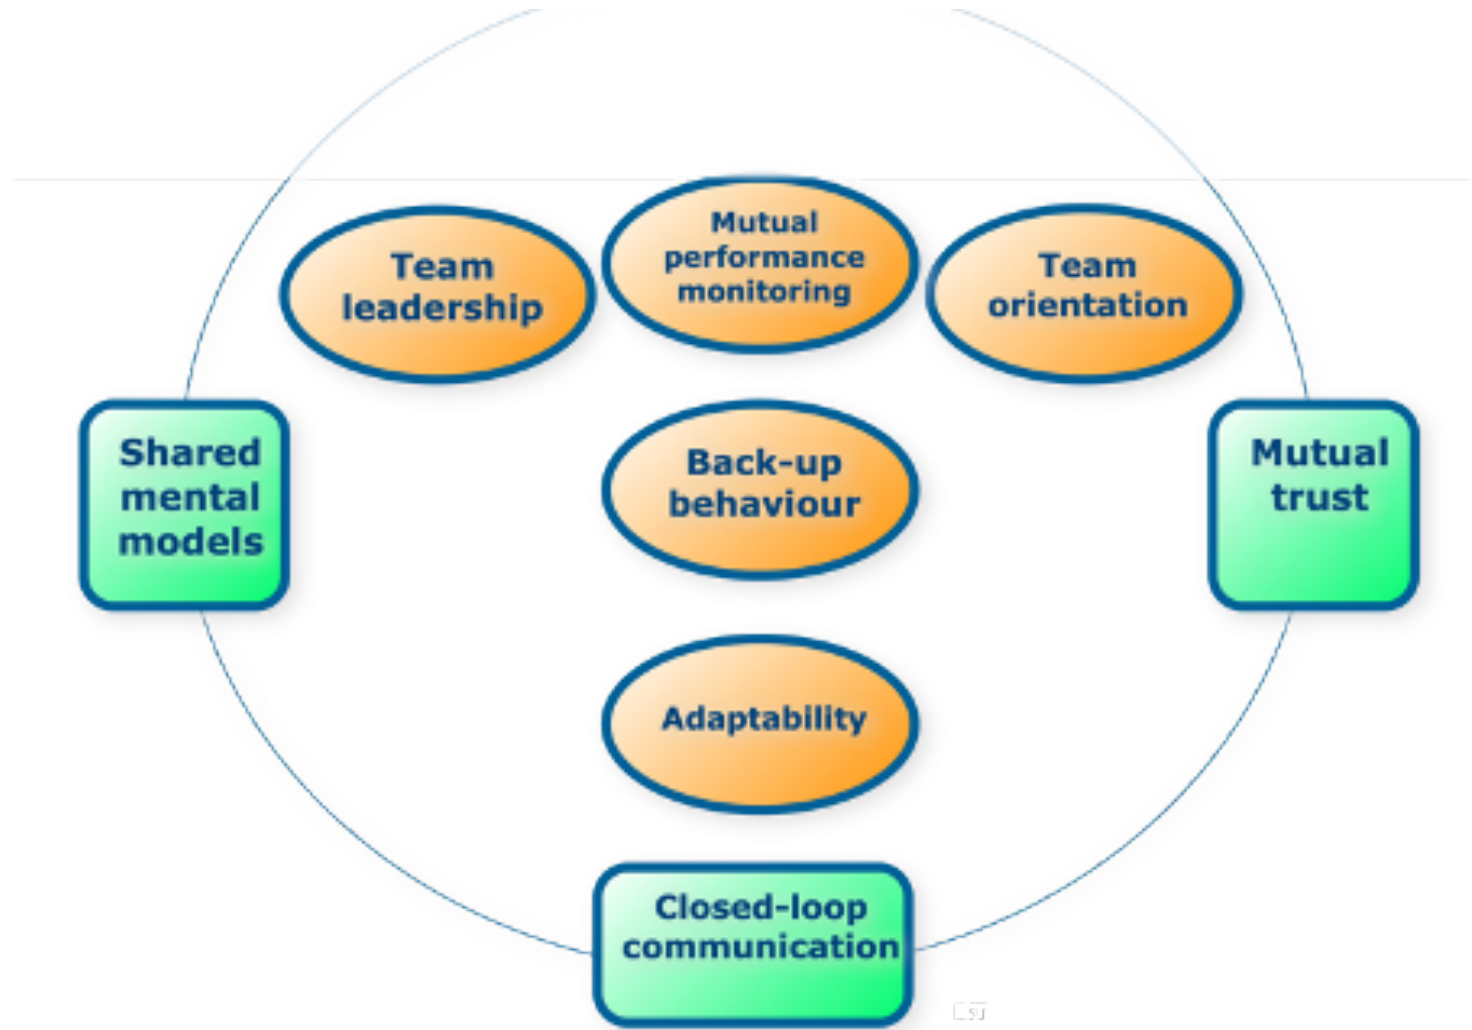 Team
leadership
Mutual
performance
monitoring
Team
orientation
Shared
mental
models
Back-up
behaviour
Mutual
trust
Adaptability
Closed-loop
communication